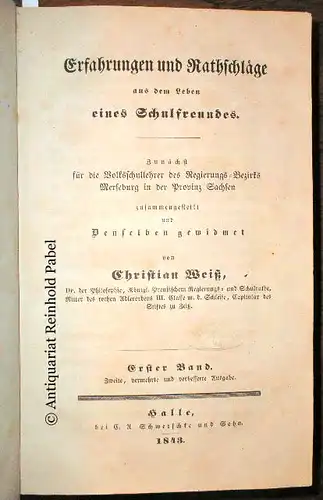 Erfahrungen und Rathschläge
aus dem Leben
eines Schulfreundes.
Zunächst
für die Volksschullehrer des Regierungs-Bezirks
Merseburg in der Provinz Sachsen
zusammengestellt
und
Denselben gewidmet
von
Christian Weiß,
Dr. der Philosophie, Königl. Preußischem Regierungs- und Schulrathe,
Ritter des rothen Adlerordens III. Classe m. d. Schleife, Capitular des
Stiftes zu Zeitz.
Erster Band.
Zweite, vermehrte und verbesserte Ausgabe.
Halle,
bei C. A. Schwetschke und Sohn.
1843.
© Antiquariat Reinhold Pabel